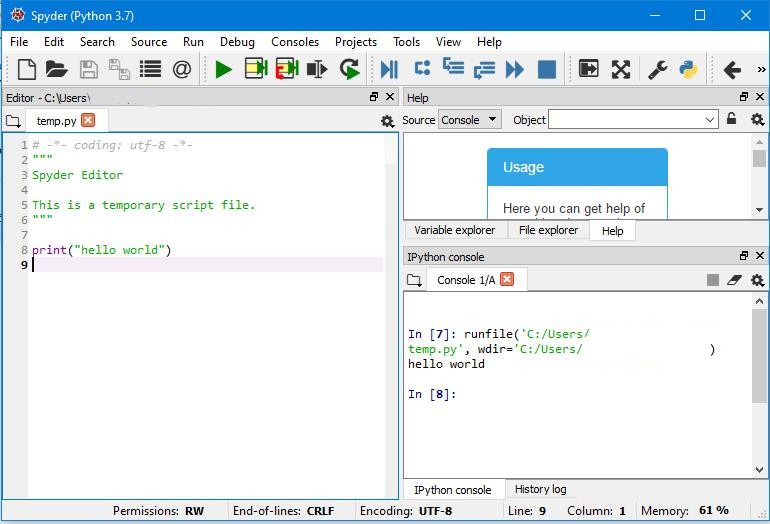 Spyder (Python 3.7)
File Edit Search Source Run Debug Consoles Projects Tools View Help
@ »
Editor - C:\Users\
Help
temp.py
Source Console Object
1 # -*- coding: utf-8 -*-
2 """
3 Spyder Editor
4
5 This is a temporary script file.
6 """
7
8 print("hello world")
9
Usage
Here you can get help of
Variable explorer File explorer Help
IPython console
Console 1/A
In [7]: runfile('C:/Users/
temp.py', wdir='C:/Users/ )
hello world
In [8]:
IPython console History log
Permissions: RW End-of-lines: CRLF Encoding: UTF-8 Line: 9 Column: 1 Memory: 61 %